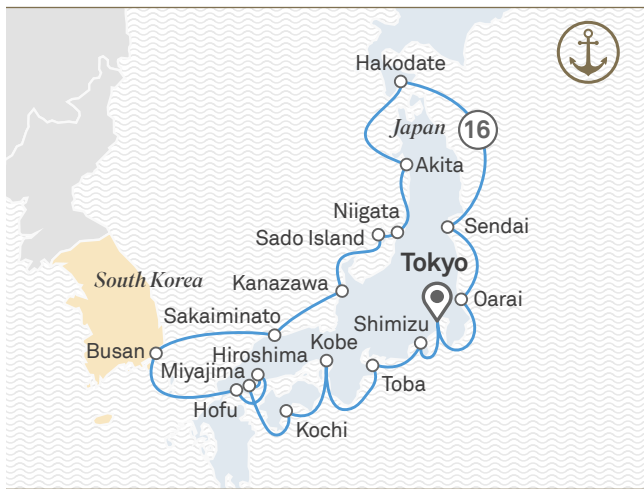 Hakodate
Japan
16
Akita
Niigata
Sendai
Sado Island
Tokyo
South Korea
Kanazawa
Oarai
Sakaiminato
Shimizu
Kobe
Busan
Hiroshima
Miyajima
Toba
Hofu
Kochi